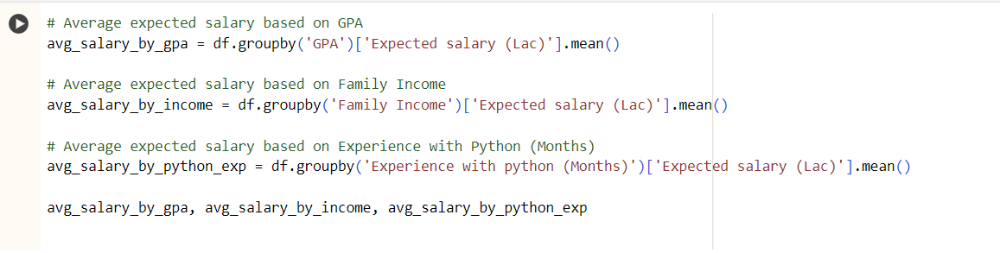 # Average expected salary based on GPA
avg_salary_by_gpa = df.groupby('GPA')['Expected salary (Lac)'].mean()
# Average expected salary based on Family Income
avg_salary_by_income = df.groupby('Family Income')['Expected salary (Lac)'].mean()
# Average expected salary based on Experience with Python (Months)
avg_salary_by_python_exp = df.groupby('Experience with python (Months)')['Expected salary (Lac)'].mean()
avg_salary_by_gpa, avg_salary_by_income, avg_salary_by_python_exp